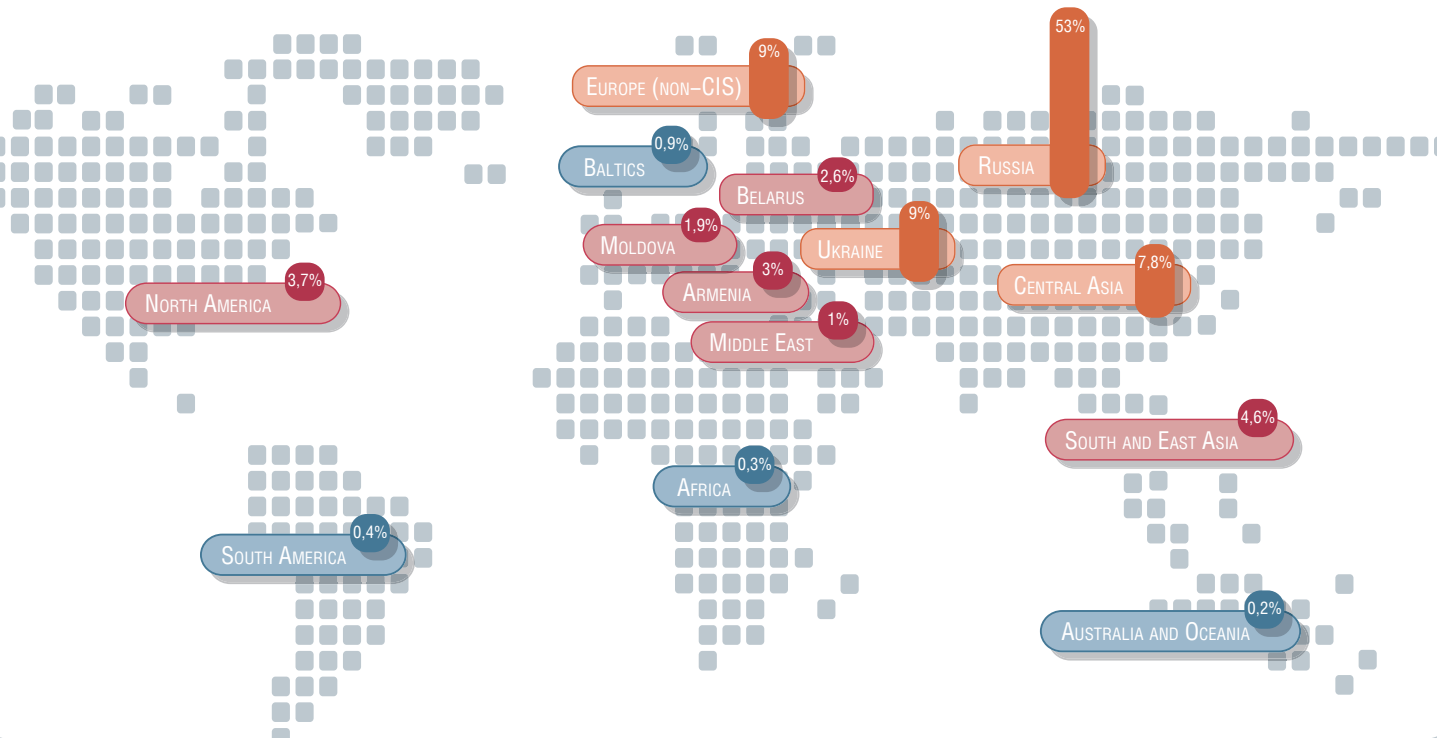 53%
9%
Europe (non–CIS)
0,9%
Baltics
Russia
2,6%
Belarus
9%
1,9%
Moldova
Ukraine
7,8%
3%
Central Asia
Armenia
3,7%
North America
1%
Middle East
4,6%
South and East Asia
0,3%
Africa
0,4%
South America
0,2%
Australia and Oceania